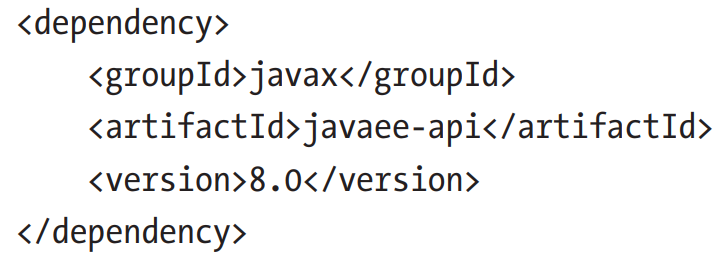 <dependency>
    <groupId>javax</groupId>
    <artifactId>javaee-api</artifactId>
    <version>8.0</version>
</dependency>